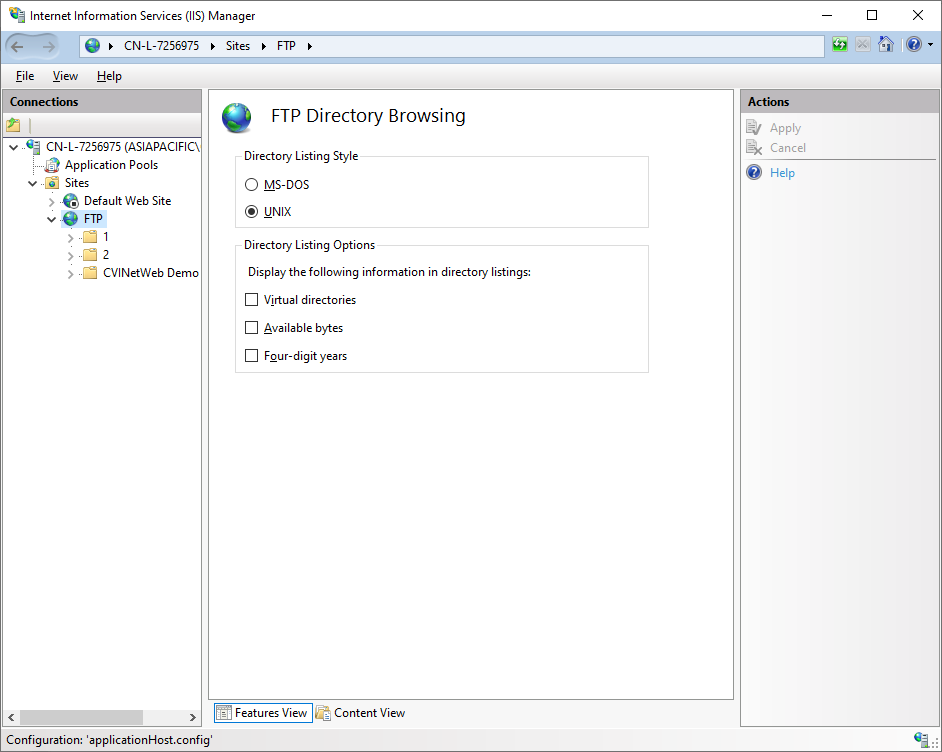 Internet Information Services (IIS) Manager
CN-L-7256975 Sites FTP
File View Help
Connections
CN-L-7256975 (ASIAPACIFIC\
Application Pools
Sites
Default Web Site
FTP
1
2
CVINetWeb Demo
FTP Directory Browsing
Directory Listing Style
MS-DOS
UNIX
Directory Listing Options
Display the following information in directory listings:
Virtual directories
Available bytes
Four-digit years
Features View Content View
Actions
Apply
Cancel
Help
Configuration: 'applicationHost.config'